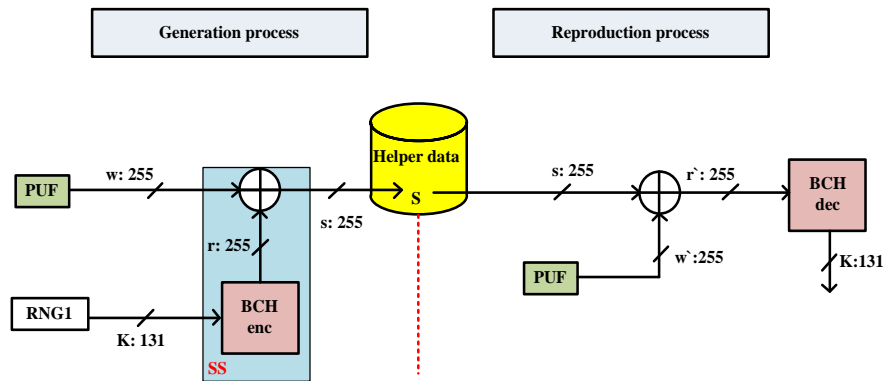 Generation process
Reproduction process
PUF
w: 255
r: 255
RNG1
K: 131
BCH
enc
SS
s: 255
Helper data
S
s: 255
r`: 255
w`:255
PUF
BCH
dec
K:131